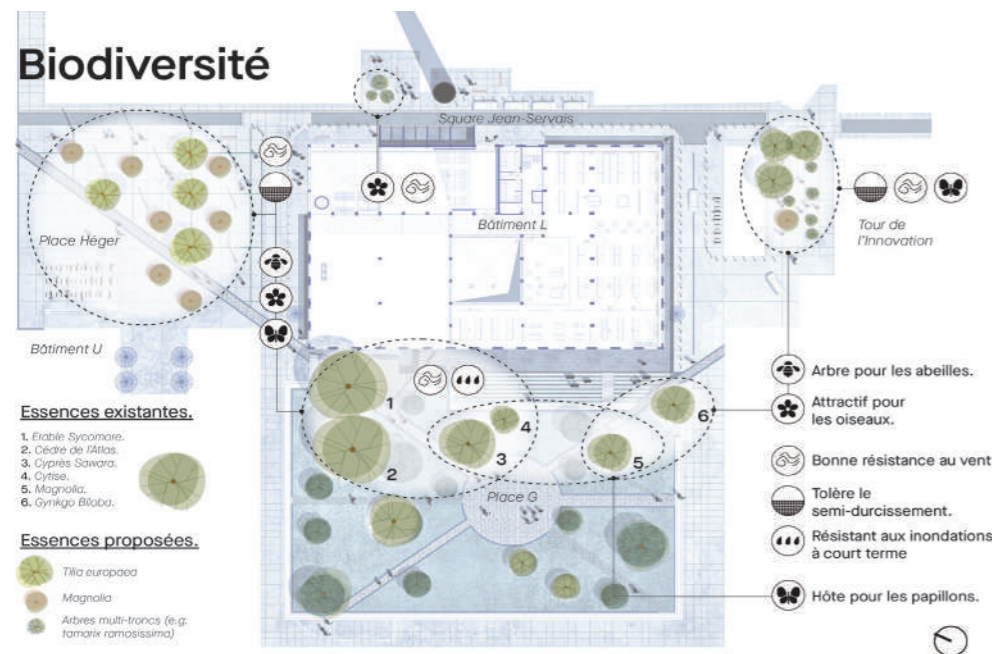 Biodiversité
Square Jean-Servais
Place Héger
Bâtiment L
Tour de
l'Innovation
Bâtiment U
1
2
3
4
5
6
Place G
Essences existantes.
1. Erable Sycomore.
2. Cèdre de l'Atlas.
3. Cyprès Sawara.
4. Cytise.
5. Magnolia.
6. Gynkgo Biloba.
Essences proposées.
Tilia europaea
Magnolia
Arbres multi-troncs (e.g.
tamarix ramosissima)
Arbre pour les abeilles.
Attractif pour
les oiseaux.
Bonne résistance au vent
Tolère le
semi-durcissement.
Résistant aux inondations
à court terme
Hôte pour les papillons.